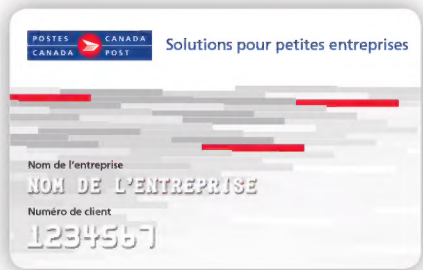 POSTES CANADA
CANADA POST
Solutions pour petites entreprises
Nom de l'entreprise
NOM DE L'ENTREPRISE
Numéro de client
1234567